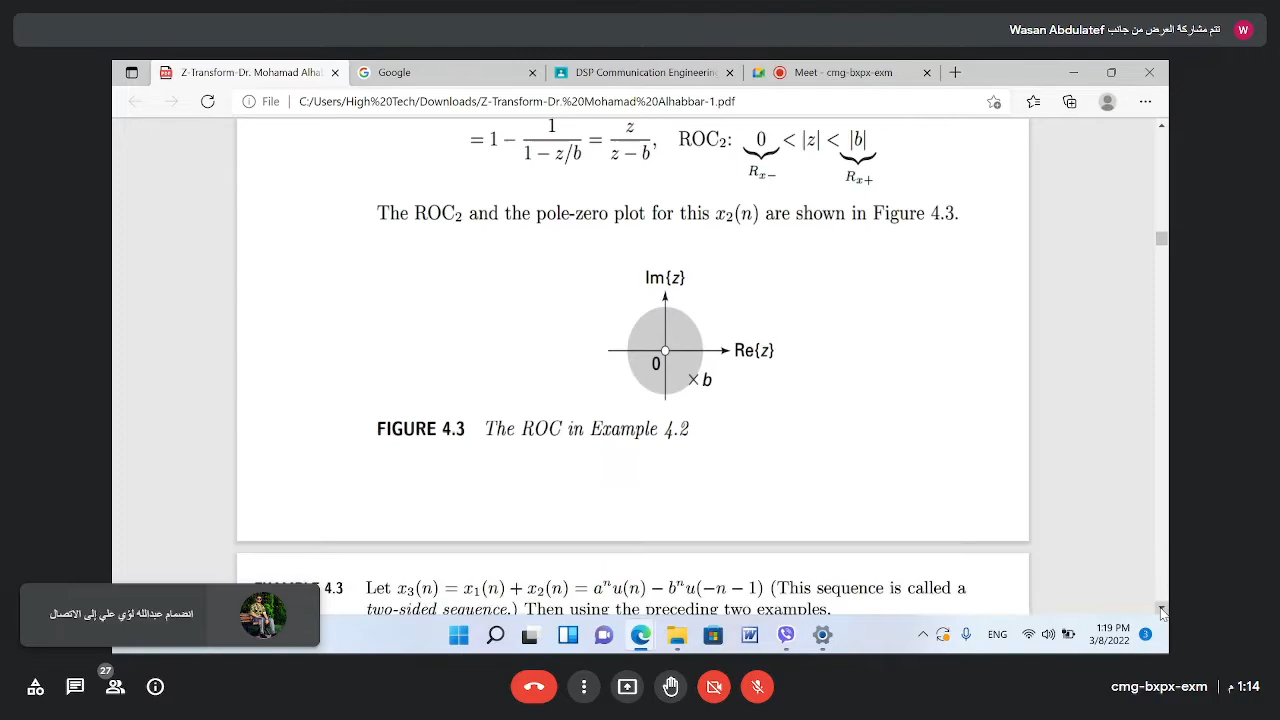 تتم مشاركة العرض من جانب Wasan Abdulatef
W
Z-Transform-Dr. Mohamad Alhab
Google
DSP Communication Engineerin
Meet - cmg-bxpx-exm
File
C:/Users/High%20Tech/Downloads/Z-Transform-Dr.%20Mohamad%20Alhabbar-1.pdf
= 1 − 1/(1 − z/b) = z/(z − b), ROC₂: 0 < |z| < |b|
Rx− Rx+
The ROC₂ and the pole-zero plot for this x₂(n) are shown in Figure 4.3.
Im{z}
Re{z}
0
× b
FIGURE 4.3 The ROC in Example 4.2
4.3 Let x₃(n) = x₁(n) + x₂(n) = aⁿu(n) − bⁿu(−n − 1) (This sequence is called a
two-sided sequence.) Then using the preceding two examples,
انضمام عبدالله لؤي علي إلى الاتصال
ENG
1:19 PM
3/8/2022
3
27
cmg-bxpx-exm
1:14 م